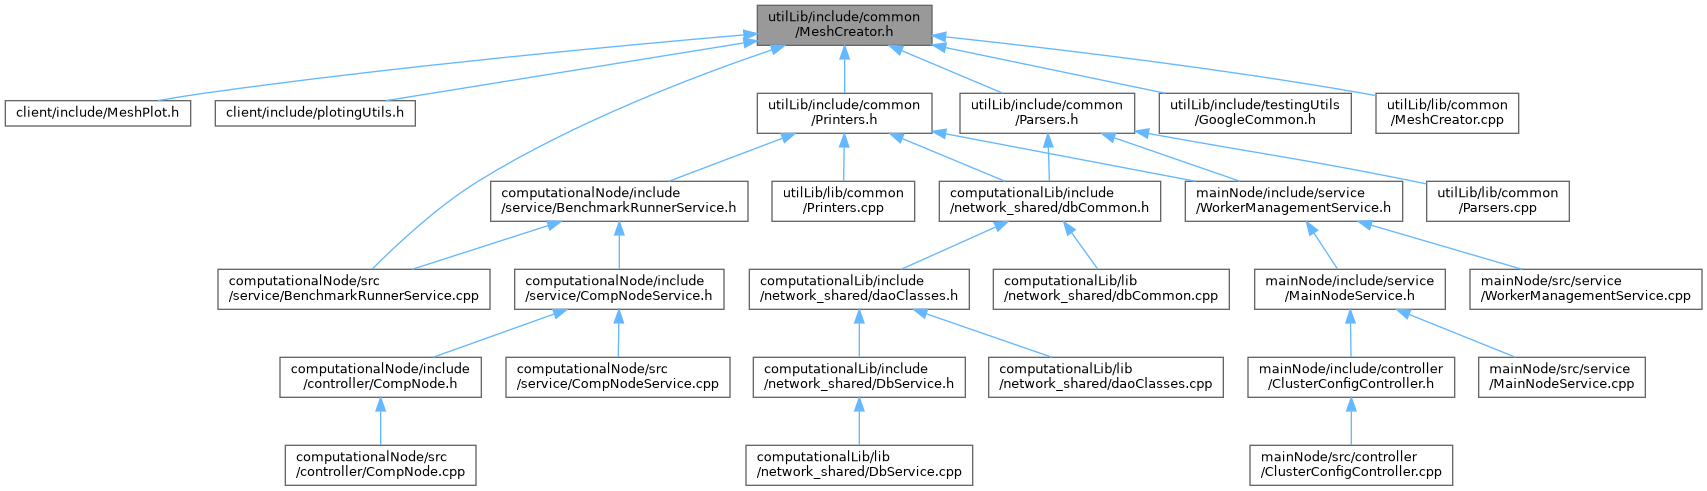 utilLib/include/common
/MeshCreator.h
client/include/MeshPlot.h
client/include/plotingUtils.h
utilLib/include/common
/Printers.h
utilLib/include/common
/Parsers.h
utilLib/include/testingUtils
/GoogleCommon.h
utilLib/lib/common
/MeshCreator.cpp
computationalNode/include
/service/BenchmarkRunnerService.h
utilLib/lib/common
/Printers.cpp
computationalLib/include
/network_shared/dbCommon.h
mainNode/include/service
/WorkerManagementService.h
utilLib/lib/common
/Parsers.cpp
computationalNode/src
/service/BenchmarkRunnerService.cpp
computationalNode/include
/service/CompNodeService.h
computationalLib/include
/network_shared/daoClasses.h
computationalLib/lib
/network_shared/dbCommon.cpp
mainNode/include/service
/MainNodeService.h
mainNode/src/service
/WorkerManagementService.cpp
computationalNode/include
/controller/CompNode.h
computationalNode/src
/service/CompNodeService.cpp
computationalLib/include
/network_shared/DbService.h
computationalLib/lib
/network_shared/daoClasses.cpp
mainNode/include/controller
/ClusterConfigController.h
mainNode/src/service
/MainNodeService.cpp
computationalNode/src
/controller/CompNode.cpp
computationalLib/lib
/network_shared/DbService.cpp
mainNode/src/controller
/ClusterConfigController.cpp